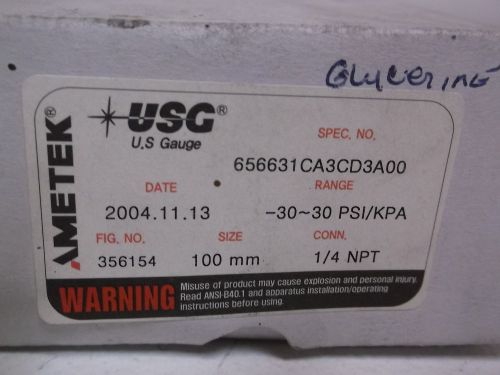 GLYCERINE
AMETEK®
USG®
U.S Gauge
SPEC. NO.
656631CA3CD3A00
DATE
RANGE
2004.11.13
-30~30 PSI/KPA
FIG. NO.
SIZE
CONN.
356154
100 mm
1/4 NPT
WARNING
Misuse of product may cause explosion and personal injury.
Read ANSI-B40.1 and apparatus installation/operating
instructions before using.